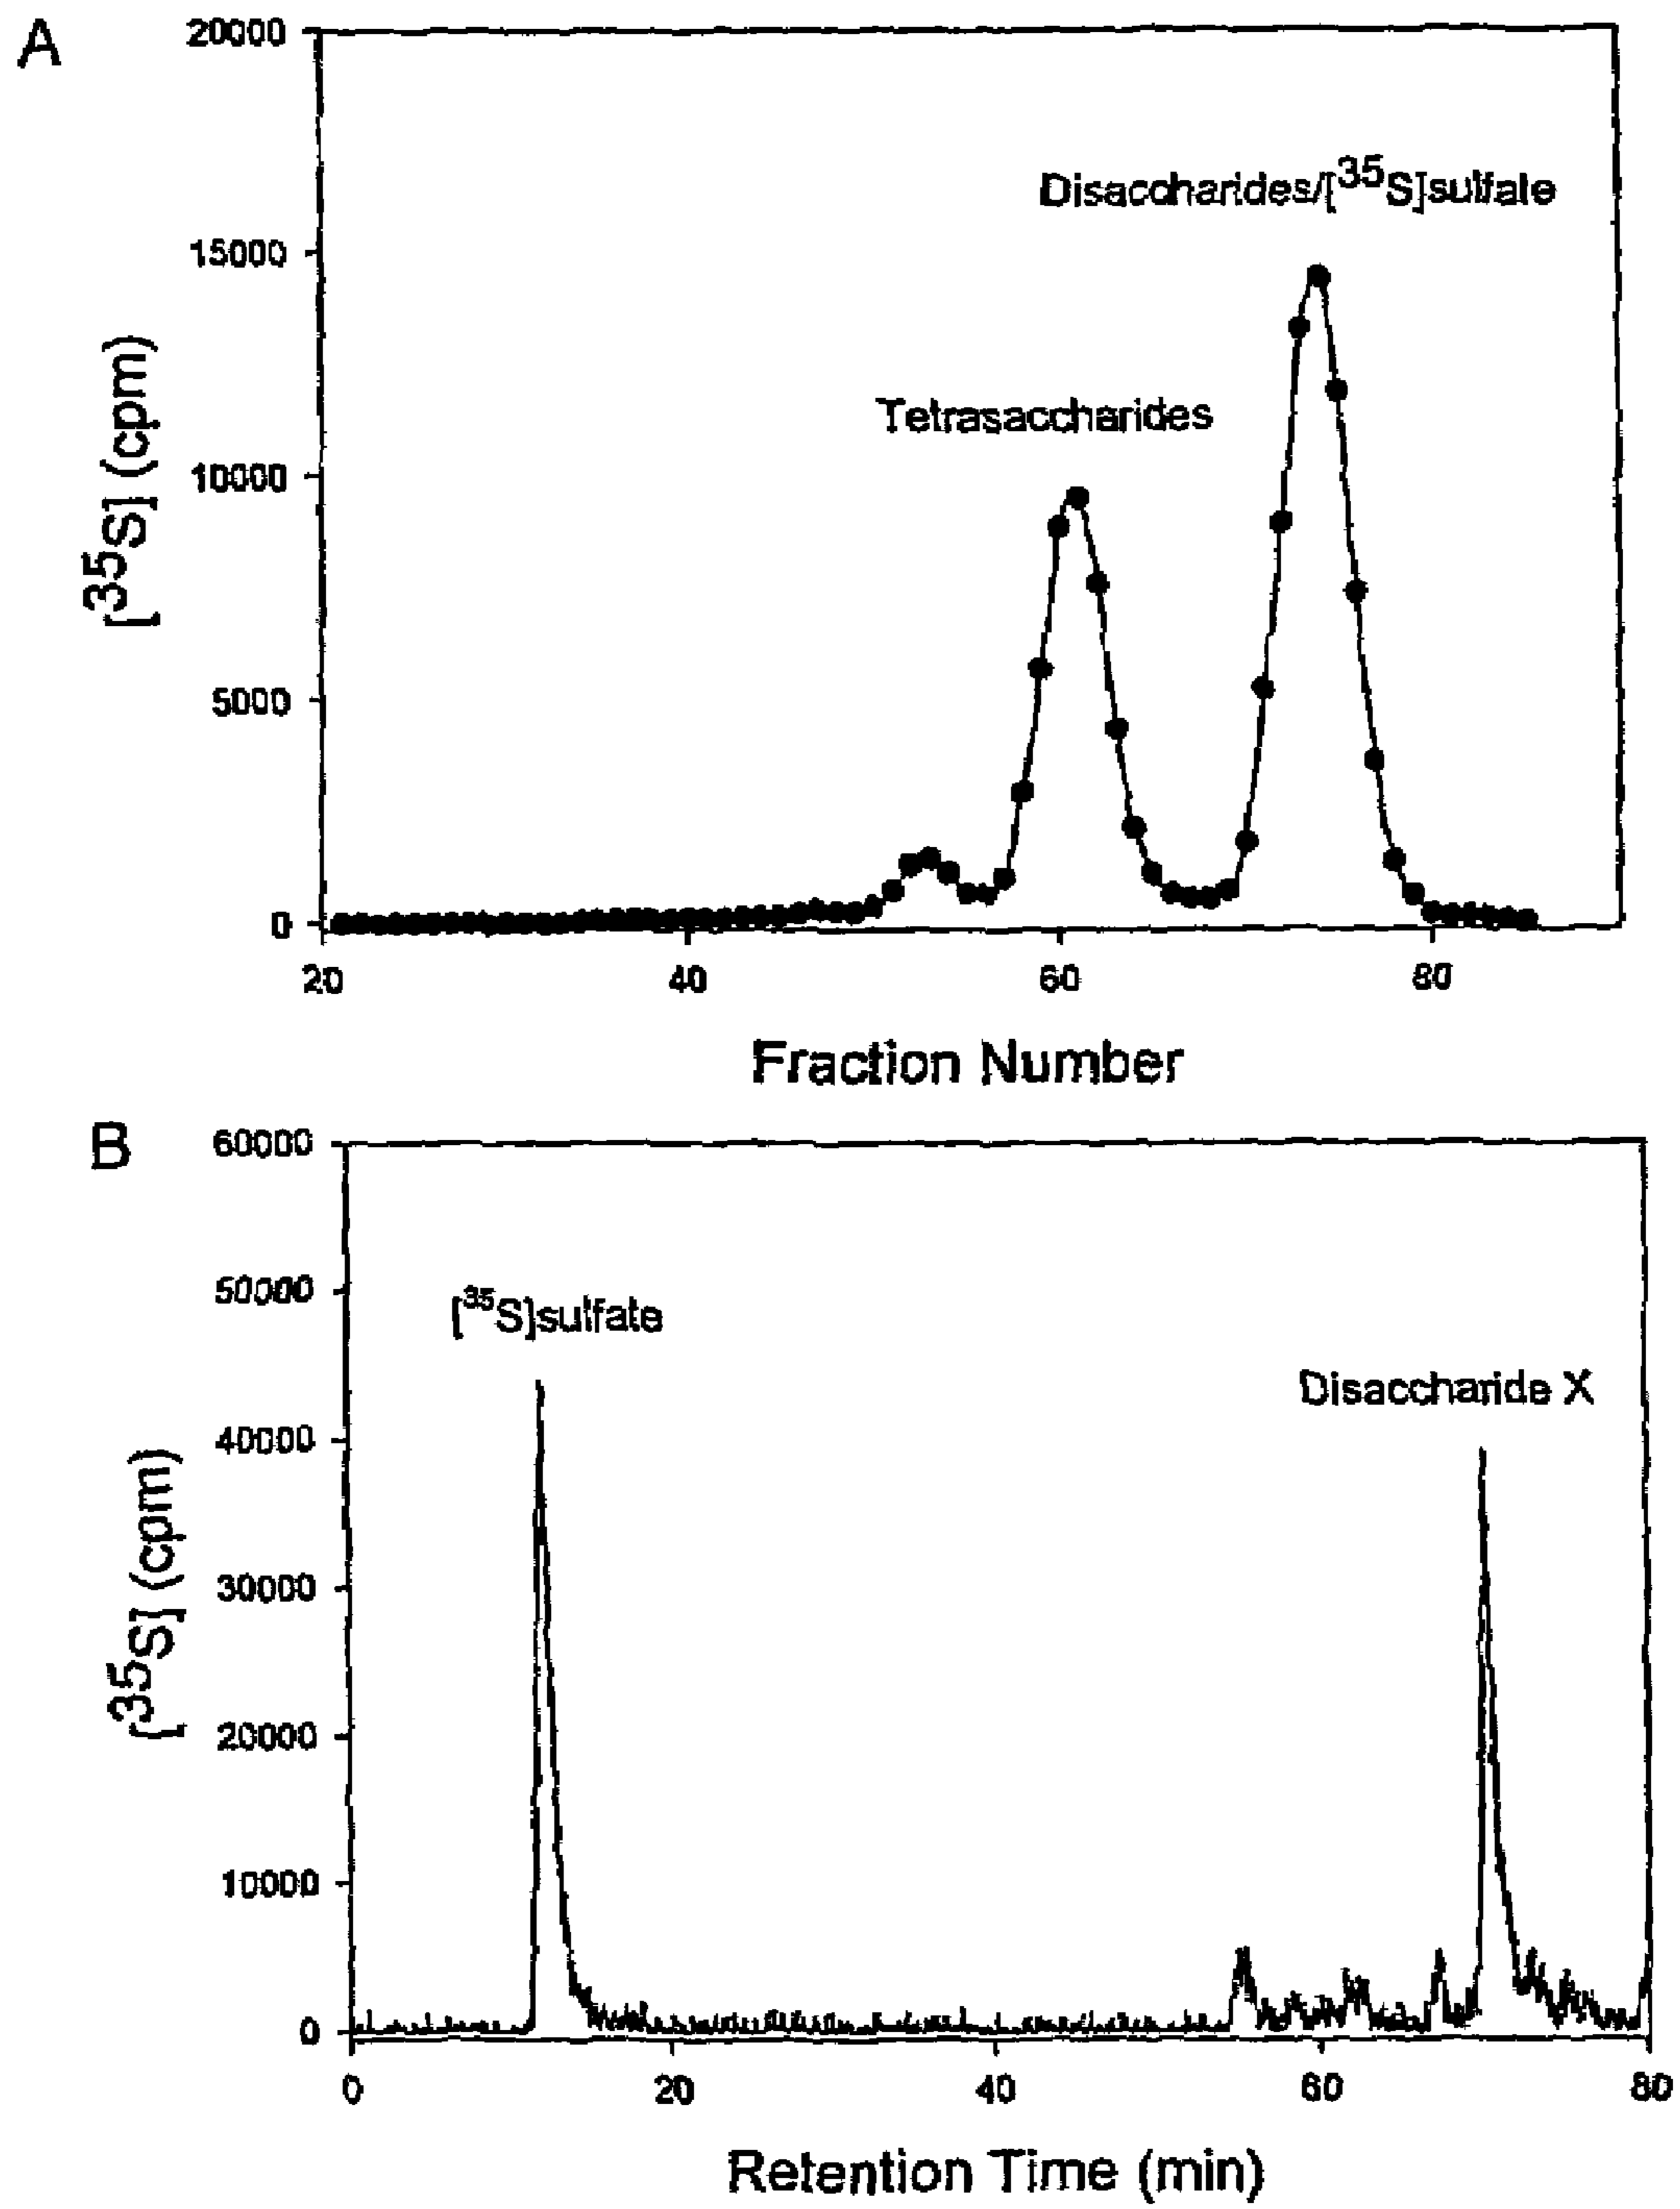 A
20000
15000
10000
5000
0
[35S] (cpm)
Disaccharides/[35S]sulfate
Tetrasaccharides
20 40 60 80
Fraction Number
B
60000
50000
40000
30000
20000
10000
0
[35S] (cpm)
[35S]sulfate
Disaccharide X
0 20 40 60 80
Retention Time (min)